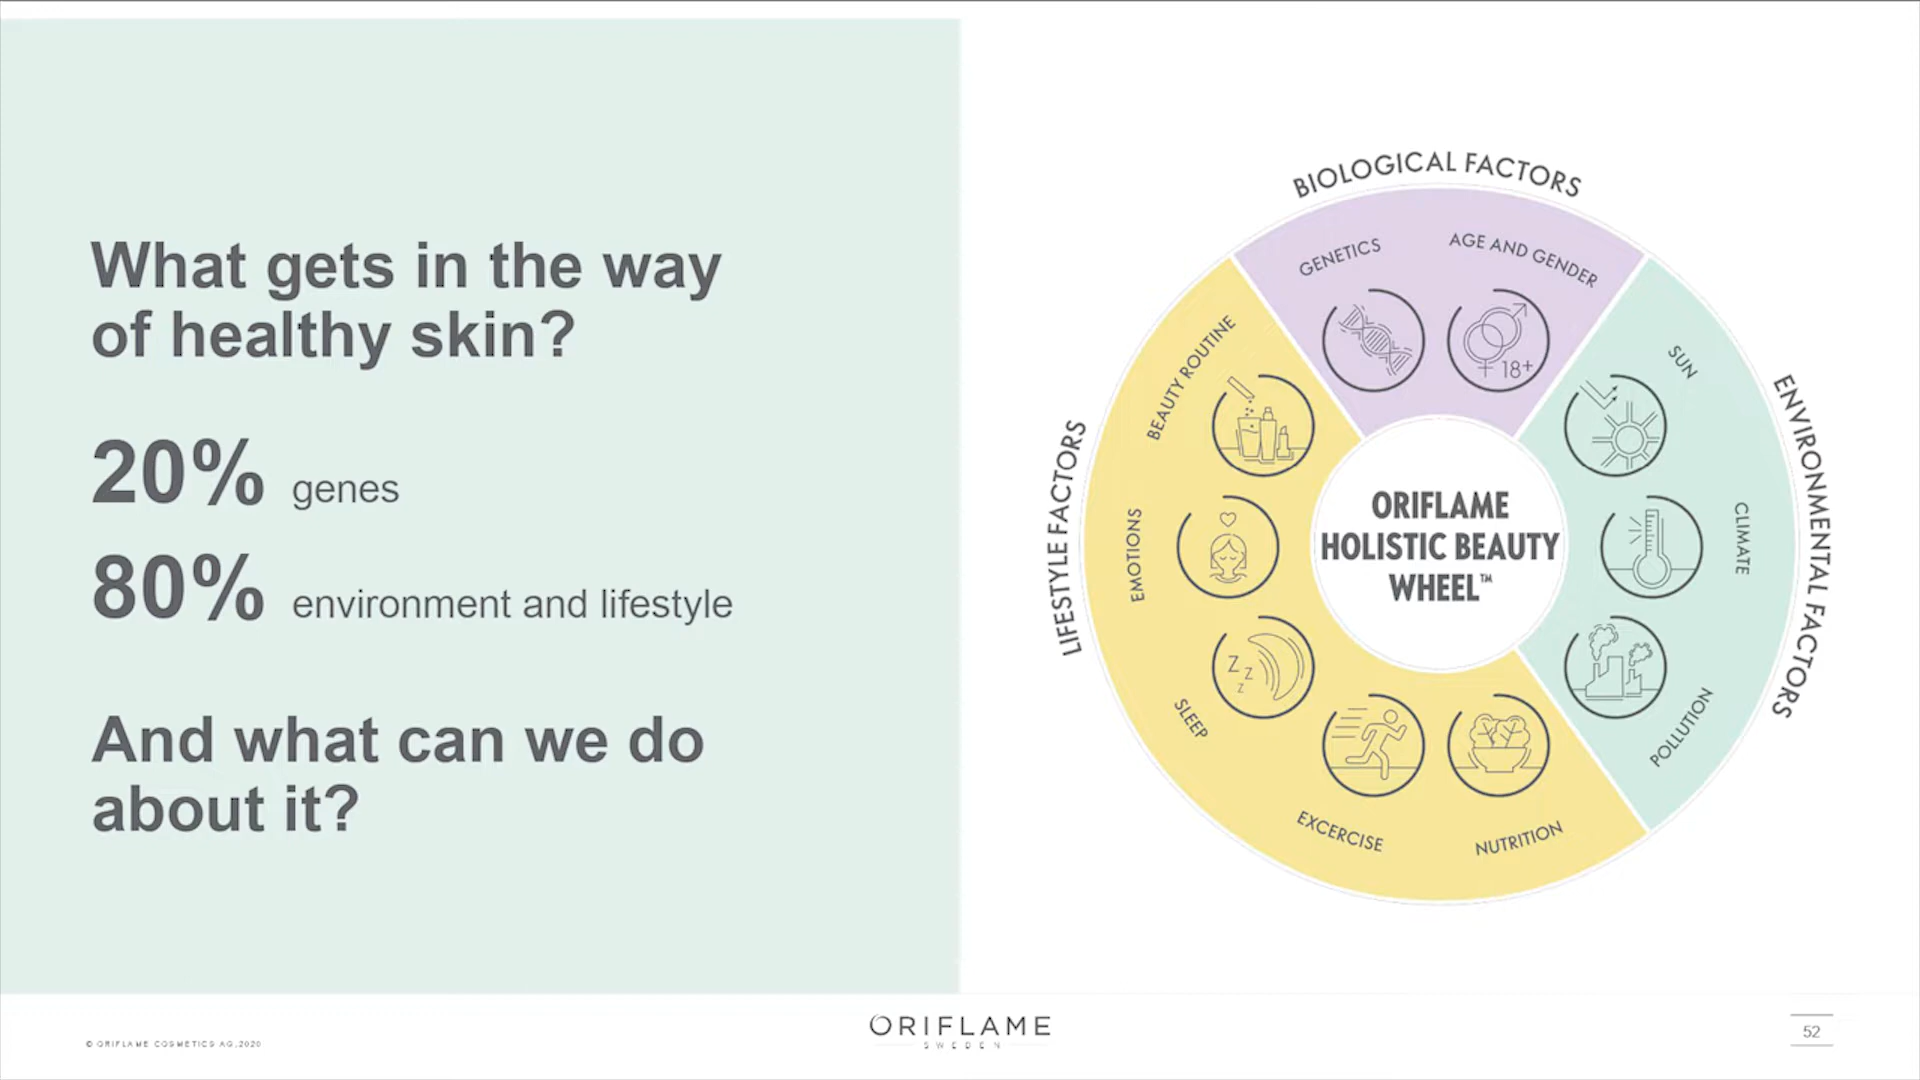 What gets in the way
of healthy skin?
20% genes
80% environment and lifestyle
And what can we do
about it?
BIOLOGICAL FACTORS
GENETICS
AGE AND GENDER
18+
ENVIRONMENTAL FACTORS
SUN
CLIMATE
POLLUTION
LIFESTYLE FACTORS
BEAUTY ROUTINE
EMOTIONS
SLEEP
Z Z
z
EXCERCISE
NUTRITION
ORIFLAME
HOLISTIC BEAUTY
WHEEL™
© ORIFLAME COSMETICS AG, 2020
ORIFLAME
SWEDEN
52